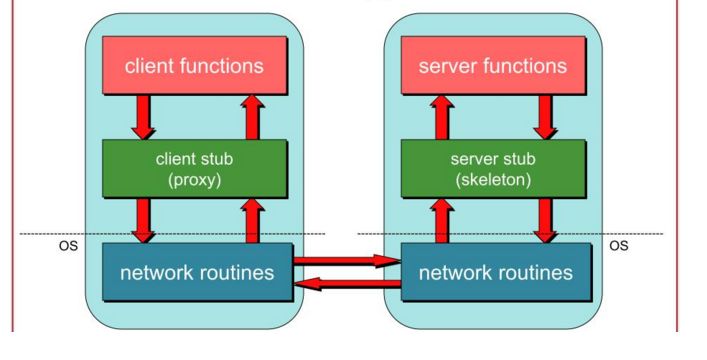 client functions
server functions
client stub
(proxy)
server stub
(skeleton)
OS
OS
network routines
network routines